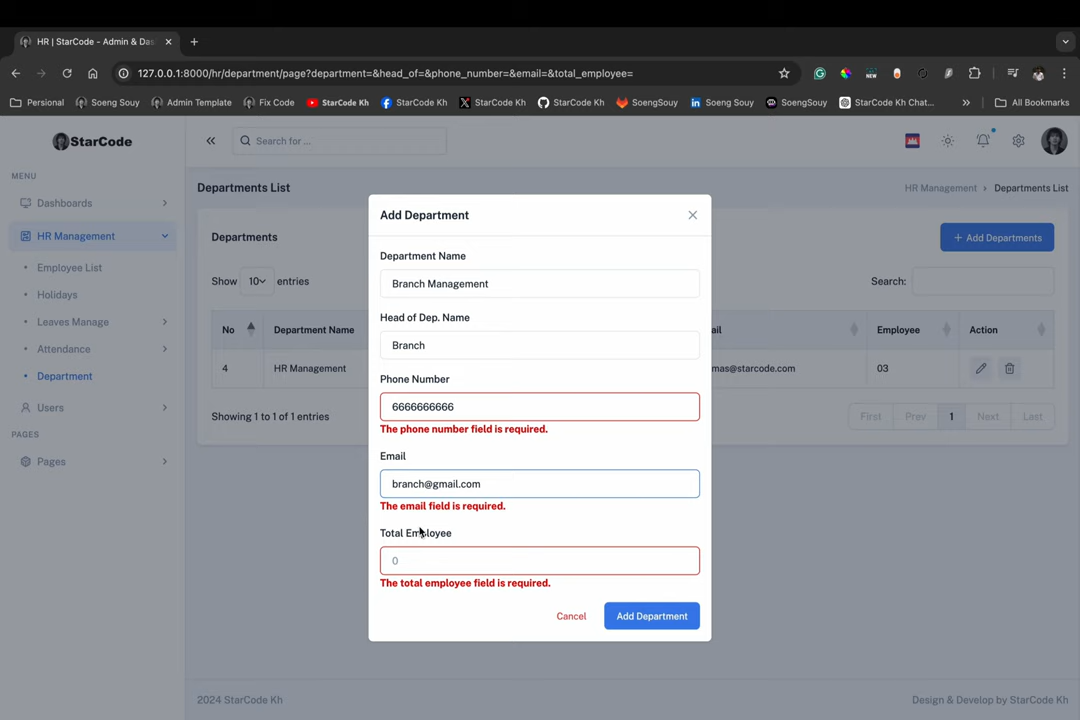 HR | StarCode - Admin & Das
127.0.0.1:8000/hr/department/page?department=&head_of=&phone_number=&email=&total_employee=
NEW
Personal
Soeng Souy
Admin Template
Fix Code
StarCode Kh
StarCode Kh
StarCode Kh
StarCode Kh
SoengSouy
Soeng Souy
SoengSouy
StarCode Kh Chat...
All Bookmarks
StarCode
Search for ...
MENU
Dashboards
HR Management
Employee List
Holidays
Leaves Manage
Attendance
Department
Users
PAGES
Pages
Departments List
HR Management
Departments List
Departments
+ Add Departments
Show 10 entries
Search:
No
Department Name
ail
Employee
Action
4
HR Management
mas@starcode.com
03
Showing 1 to 1 of 1 entries
First
Prev
1
Next
Last
Add Department
Department Name
Branch Management
Head of Dep. Name
Branch
Phone Number
6666666666
The phone number field is required.
Email
branch@gmail.com
The email field is required.
Total Employee
0
The total employee field is required.
Cancel
Add Department
2024 StarCode Kh
Design & Develop by StarCode Kh